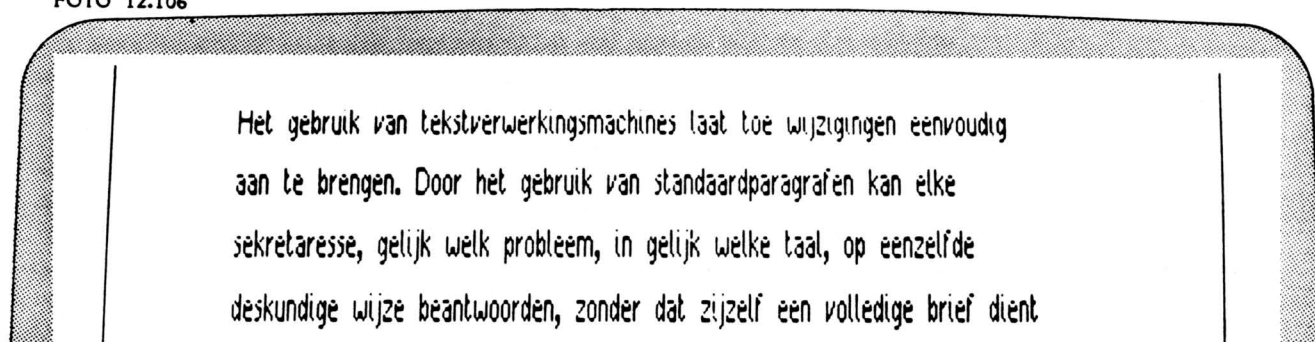 FOTO 12.106
Het gebruik van tekstverwerkingsmachines laat toe wijzigingen eenvoudig
aan te brengen. Door het gebruik van standaardparagrafen kan elke
sekretaresse, gelijk welk probleem, in gelijk welke taal, op eenzelfde
deskundige wijze beantwoorden, zonder dat zijzelf een volledige brief dient